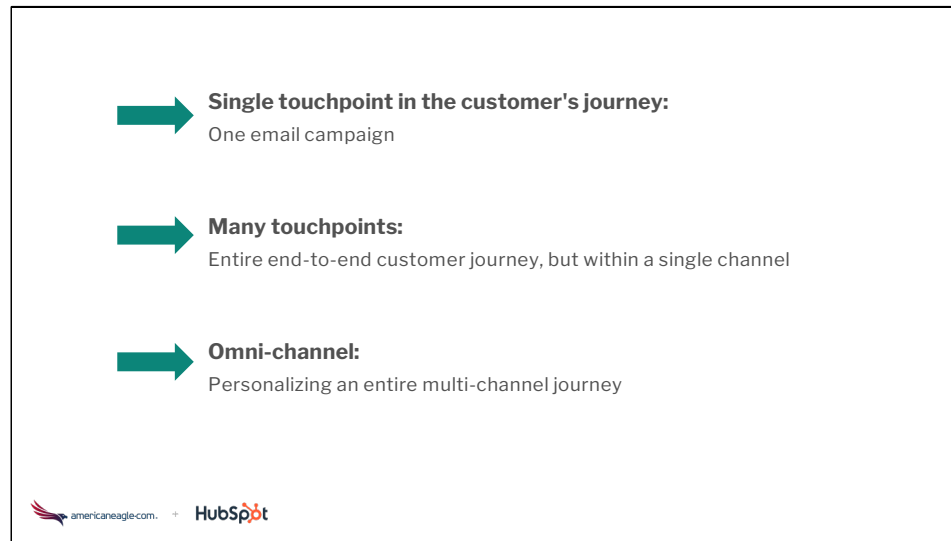 Single touchpoint in the customer's journey:
One email campaign
Many touchpoints:
Entire end-to-end customer journey, but within a single channel
Omni-channel:
Personalizing an entire multi-channel journey
americaneagle.com. + HubSpot